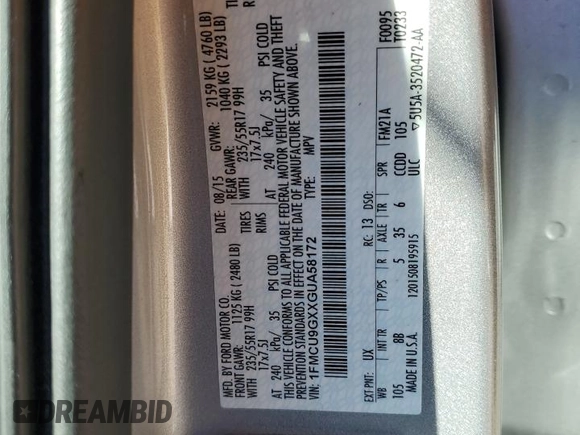 MFD. BY FORD MOTOR CO.
DATE: 08/15 GVWR: 2159 KG ( 4760 LB)
FRONT GAWR: 1125 KG ( 2480 LB) REAR GAWR: 1040 KG ( 2293 LB)
235/55R17 99H TIRES WITH 235/55R17 99H
17x7.5J RIMS 17x7.5J
AT 240 kPa/ 35 PSI COLD AT 240 kPa/ 35 PSI COLD
THIS VEHICLE CONFORMS TO ALL APPLICABLE FEDERAL MOTOR VEHICLE SAFETY AND THEFT
PREVENTION STANDARDS IN EFFECT ON THE DATE OF MANUFACTURE SHOWN ABOVE.
VIN: 1FMCU9GXXGUA58172 TYPE: MPV
F0095
T0233
EXT PNT: UX RC: 13 DSO: FM21A
WB INT TR TP/PS R AXLE TR SPR
105 BB 5 35 6 CCDD 105
MADE IN U.S.A. 1201508195915 ULC
▽5U5A-3520472-AA
DREAMBID